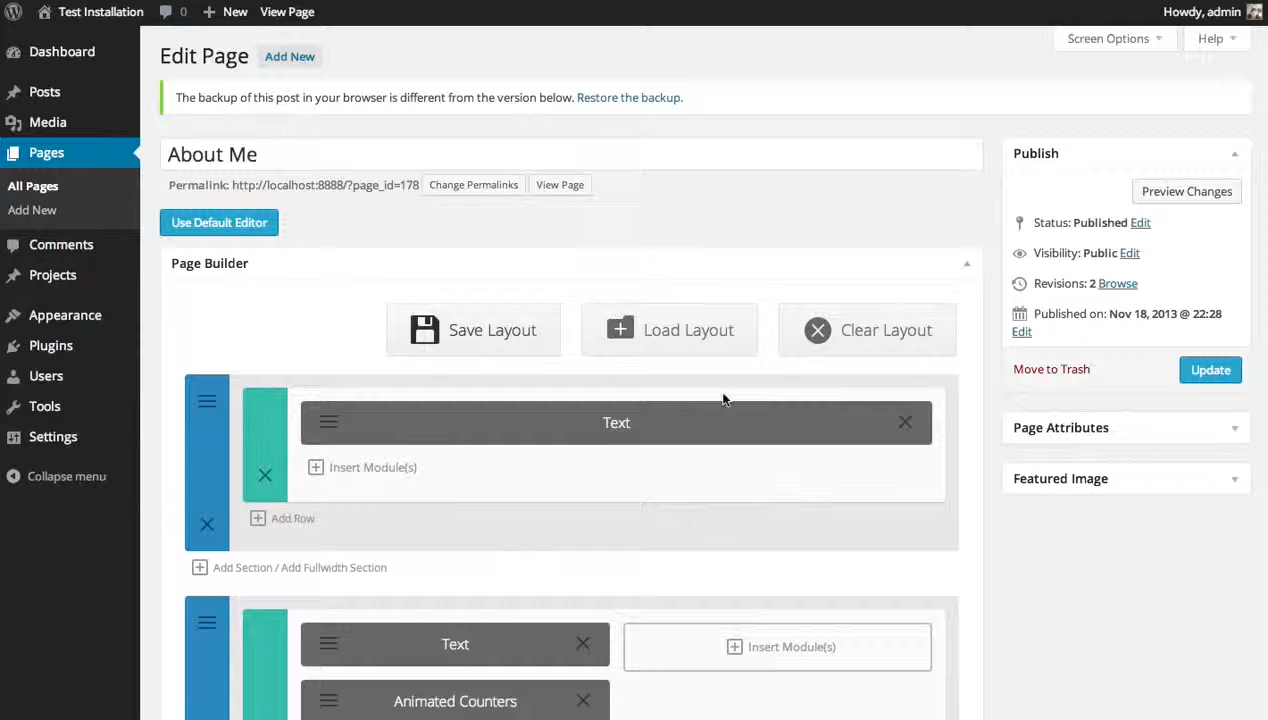 Test Installation 0 New View Page Howdy, admin
Screen Options Help
Dashboard
Posts
Media
Pages
All Pages
Add New
Comments
Projects
Appearance
Plugins
Users
Tools
Settings
Collapse menu
Edit Page Add New
The backup of this post in your browser is different from the version below. Restore the backup.
About Me
Permalink: http://localhost:8888/?page_id=178 Change Permalinks View Page
Use Default Editor
Page Builder
Save Layout Load Layout Clear Layout
Text
Insert Module(s)
Add Row
Add Section / Add Fullwidth Section
Text Insert Module(s)
Animated Counters
Publish
Preview Changes
Status: Published Edit
Visibility: Public Edit
Revisions: 2 Browse
Published on: Nov 18, 2013 @ 22:28
Edit
Move to Trash Update
Page Attributes
Featured Image